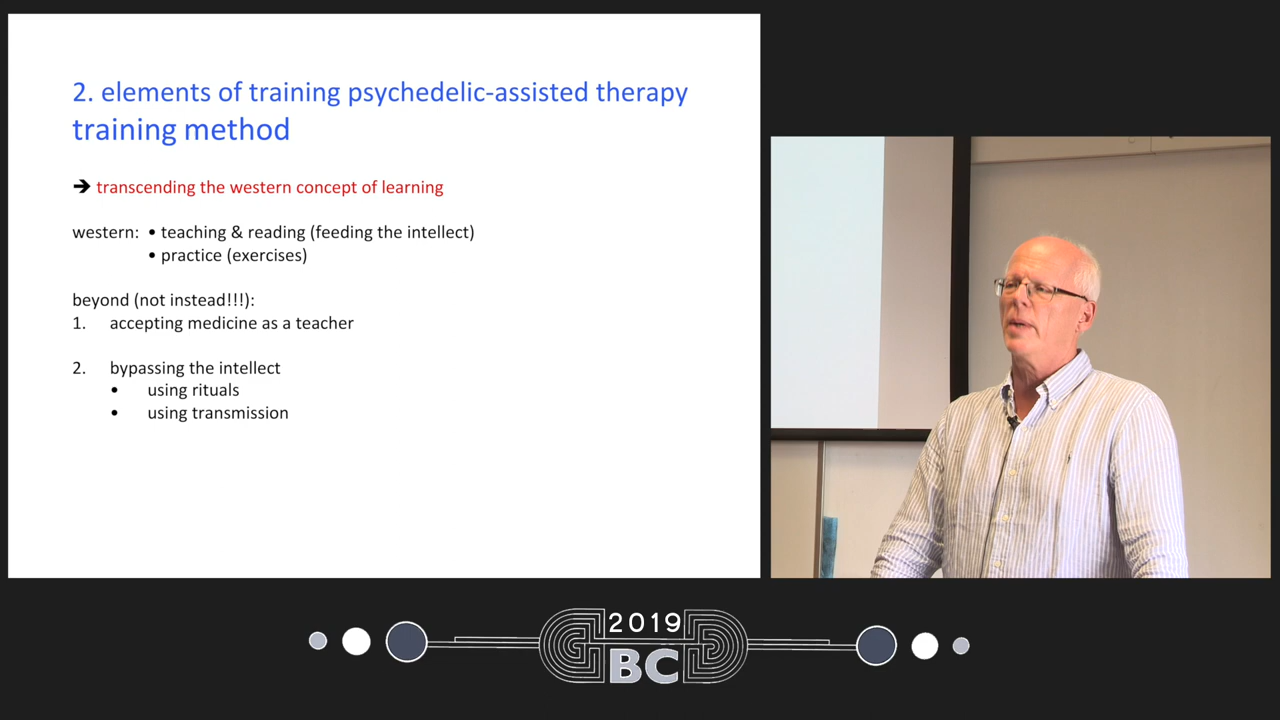 2. elements of training psychedelic-assisted therapy
training method
➔ transcending the western concept of learning
western: • teaching & reading (feeding the intellect)
• practice (exercises)
beyond (not instead!!!):
1. accepting medicine as a teacher
2. bypassing the intellect
• using rituals
• using transmission
2019
BC